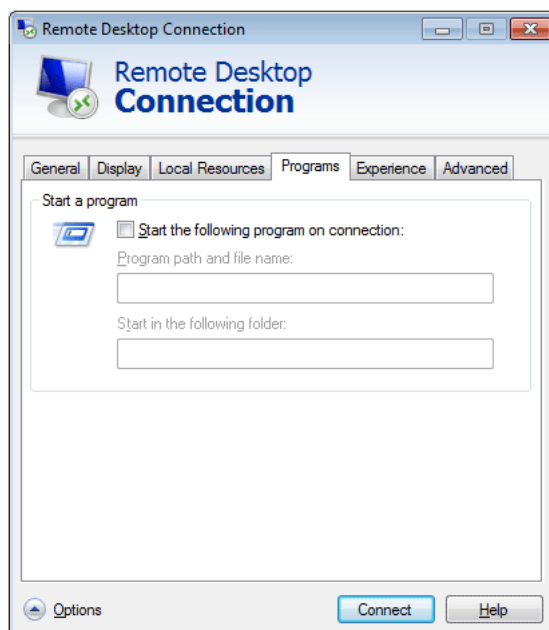 Remote Desktop Connection
Remote Desktop
Connection
General Display Local Resources Programs Experience Advanced
Start a program
Start the following program on connection:
Program path and file name:
Start in the following folder:
Options Connect Help